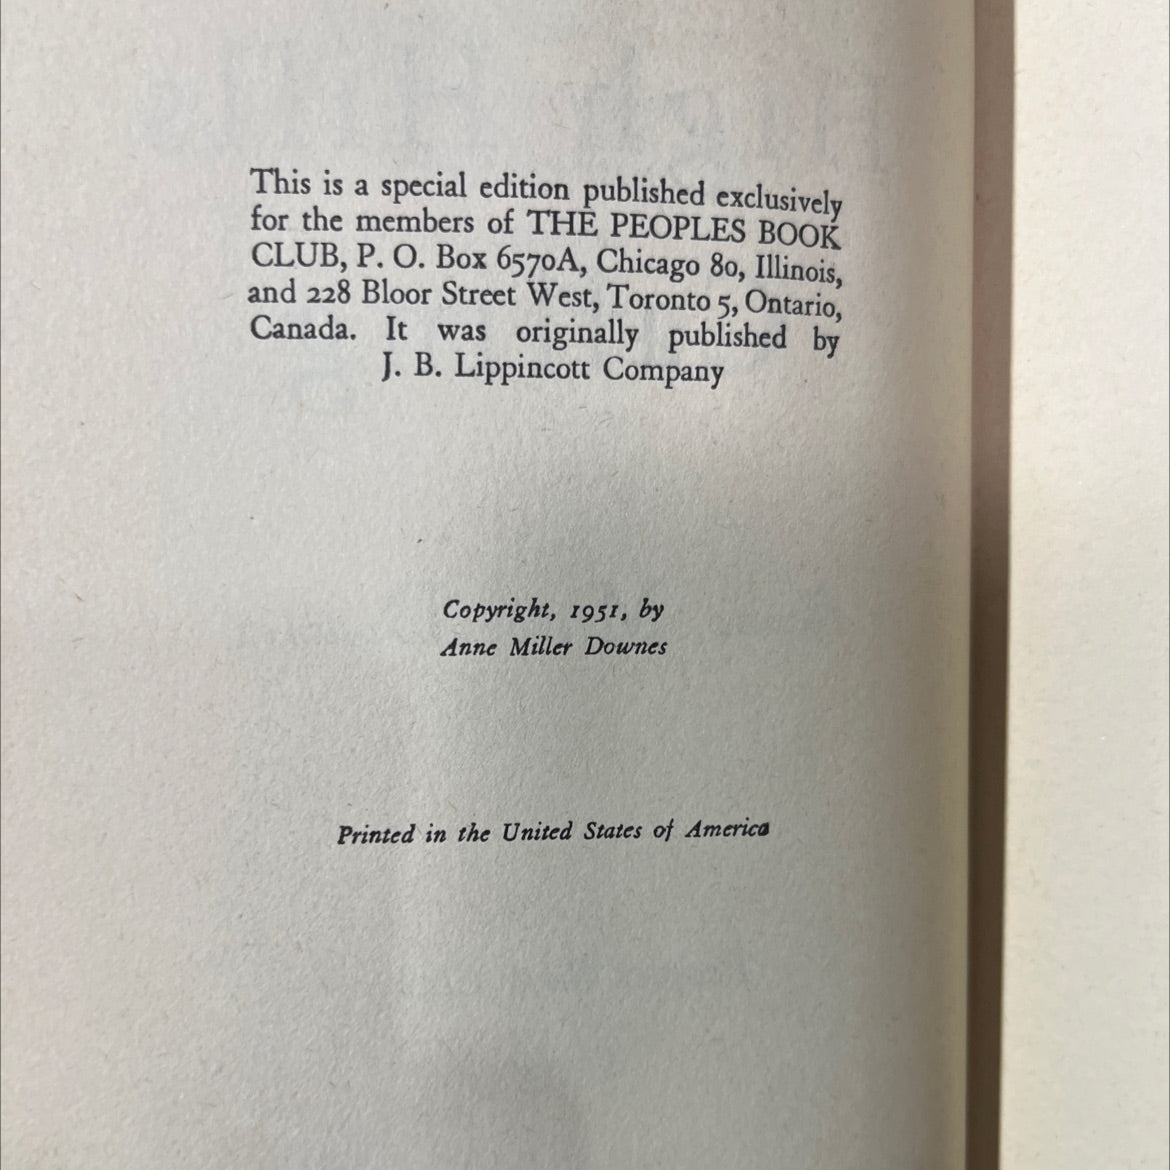 This is a special edition published exclusively
for the members of THE PEOPLES BOOK
CLUB, P. O. Box 6570A, Chicago 80, Illinois,
and 228 Bloor Street West, Toronto 5, Ontario,
Canada. It was originally published by
J. B. Lippincott Company
Copyright, 1951, by
Anne Miller Downes
Printed in the United States of America